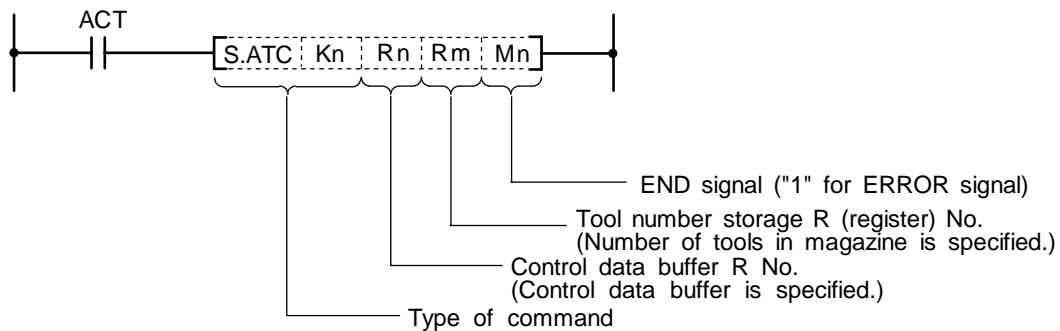 ACT
S.ATC Kn Rn Rm Mn
END signal ("1" for ERROR signal)
Tool number storage R (register) No.
(Number of tools in magazine is specified.)
Control data buffer R No.
(Control data buffer is specified.)
Type of command